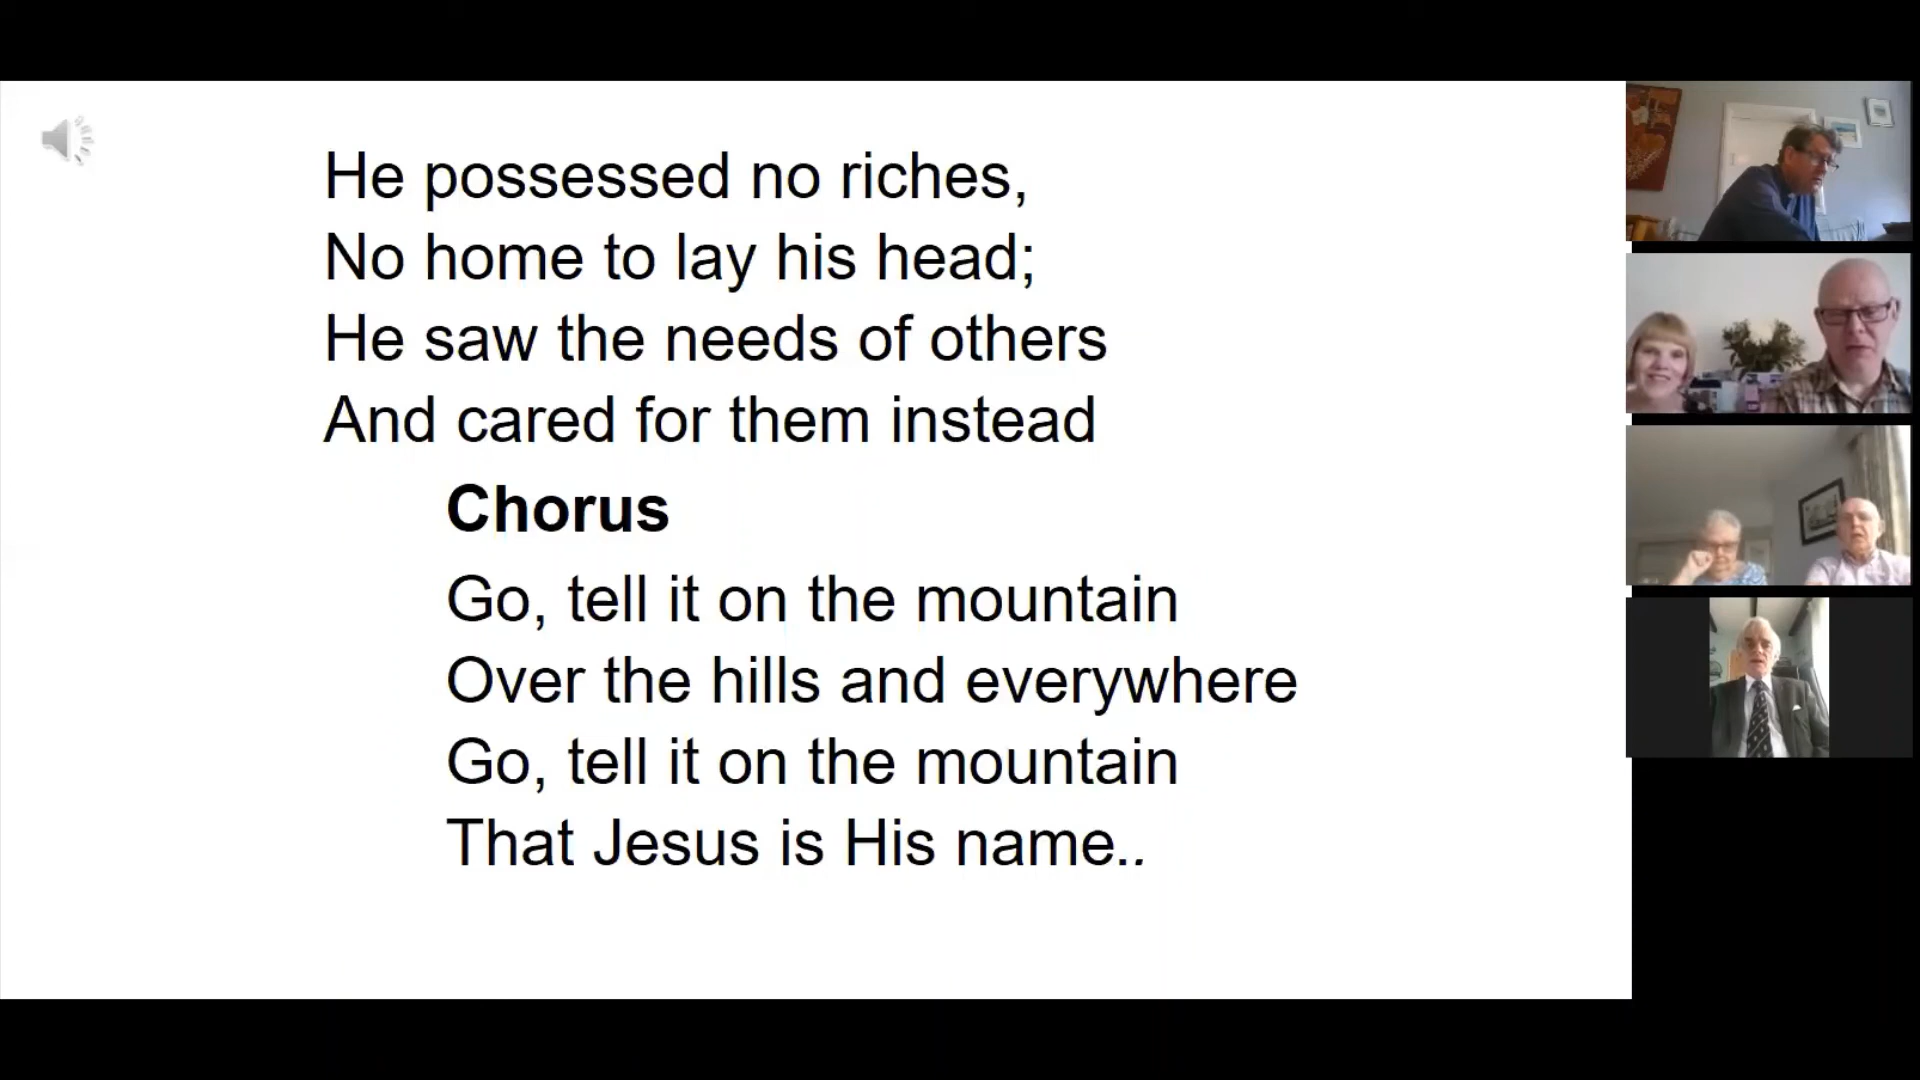 He possessed no riches,
No home to lay his head;
He saw the needs of others
And cared for them instead
Chorus
Go, tell it on the mountain
Over the hills and everywhere
Go, tell it on the mountain
That Jesus is His name..